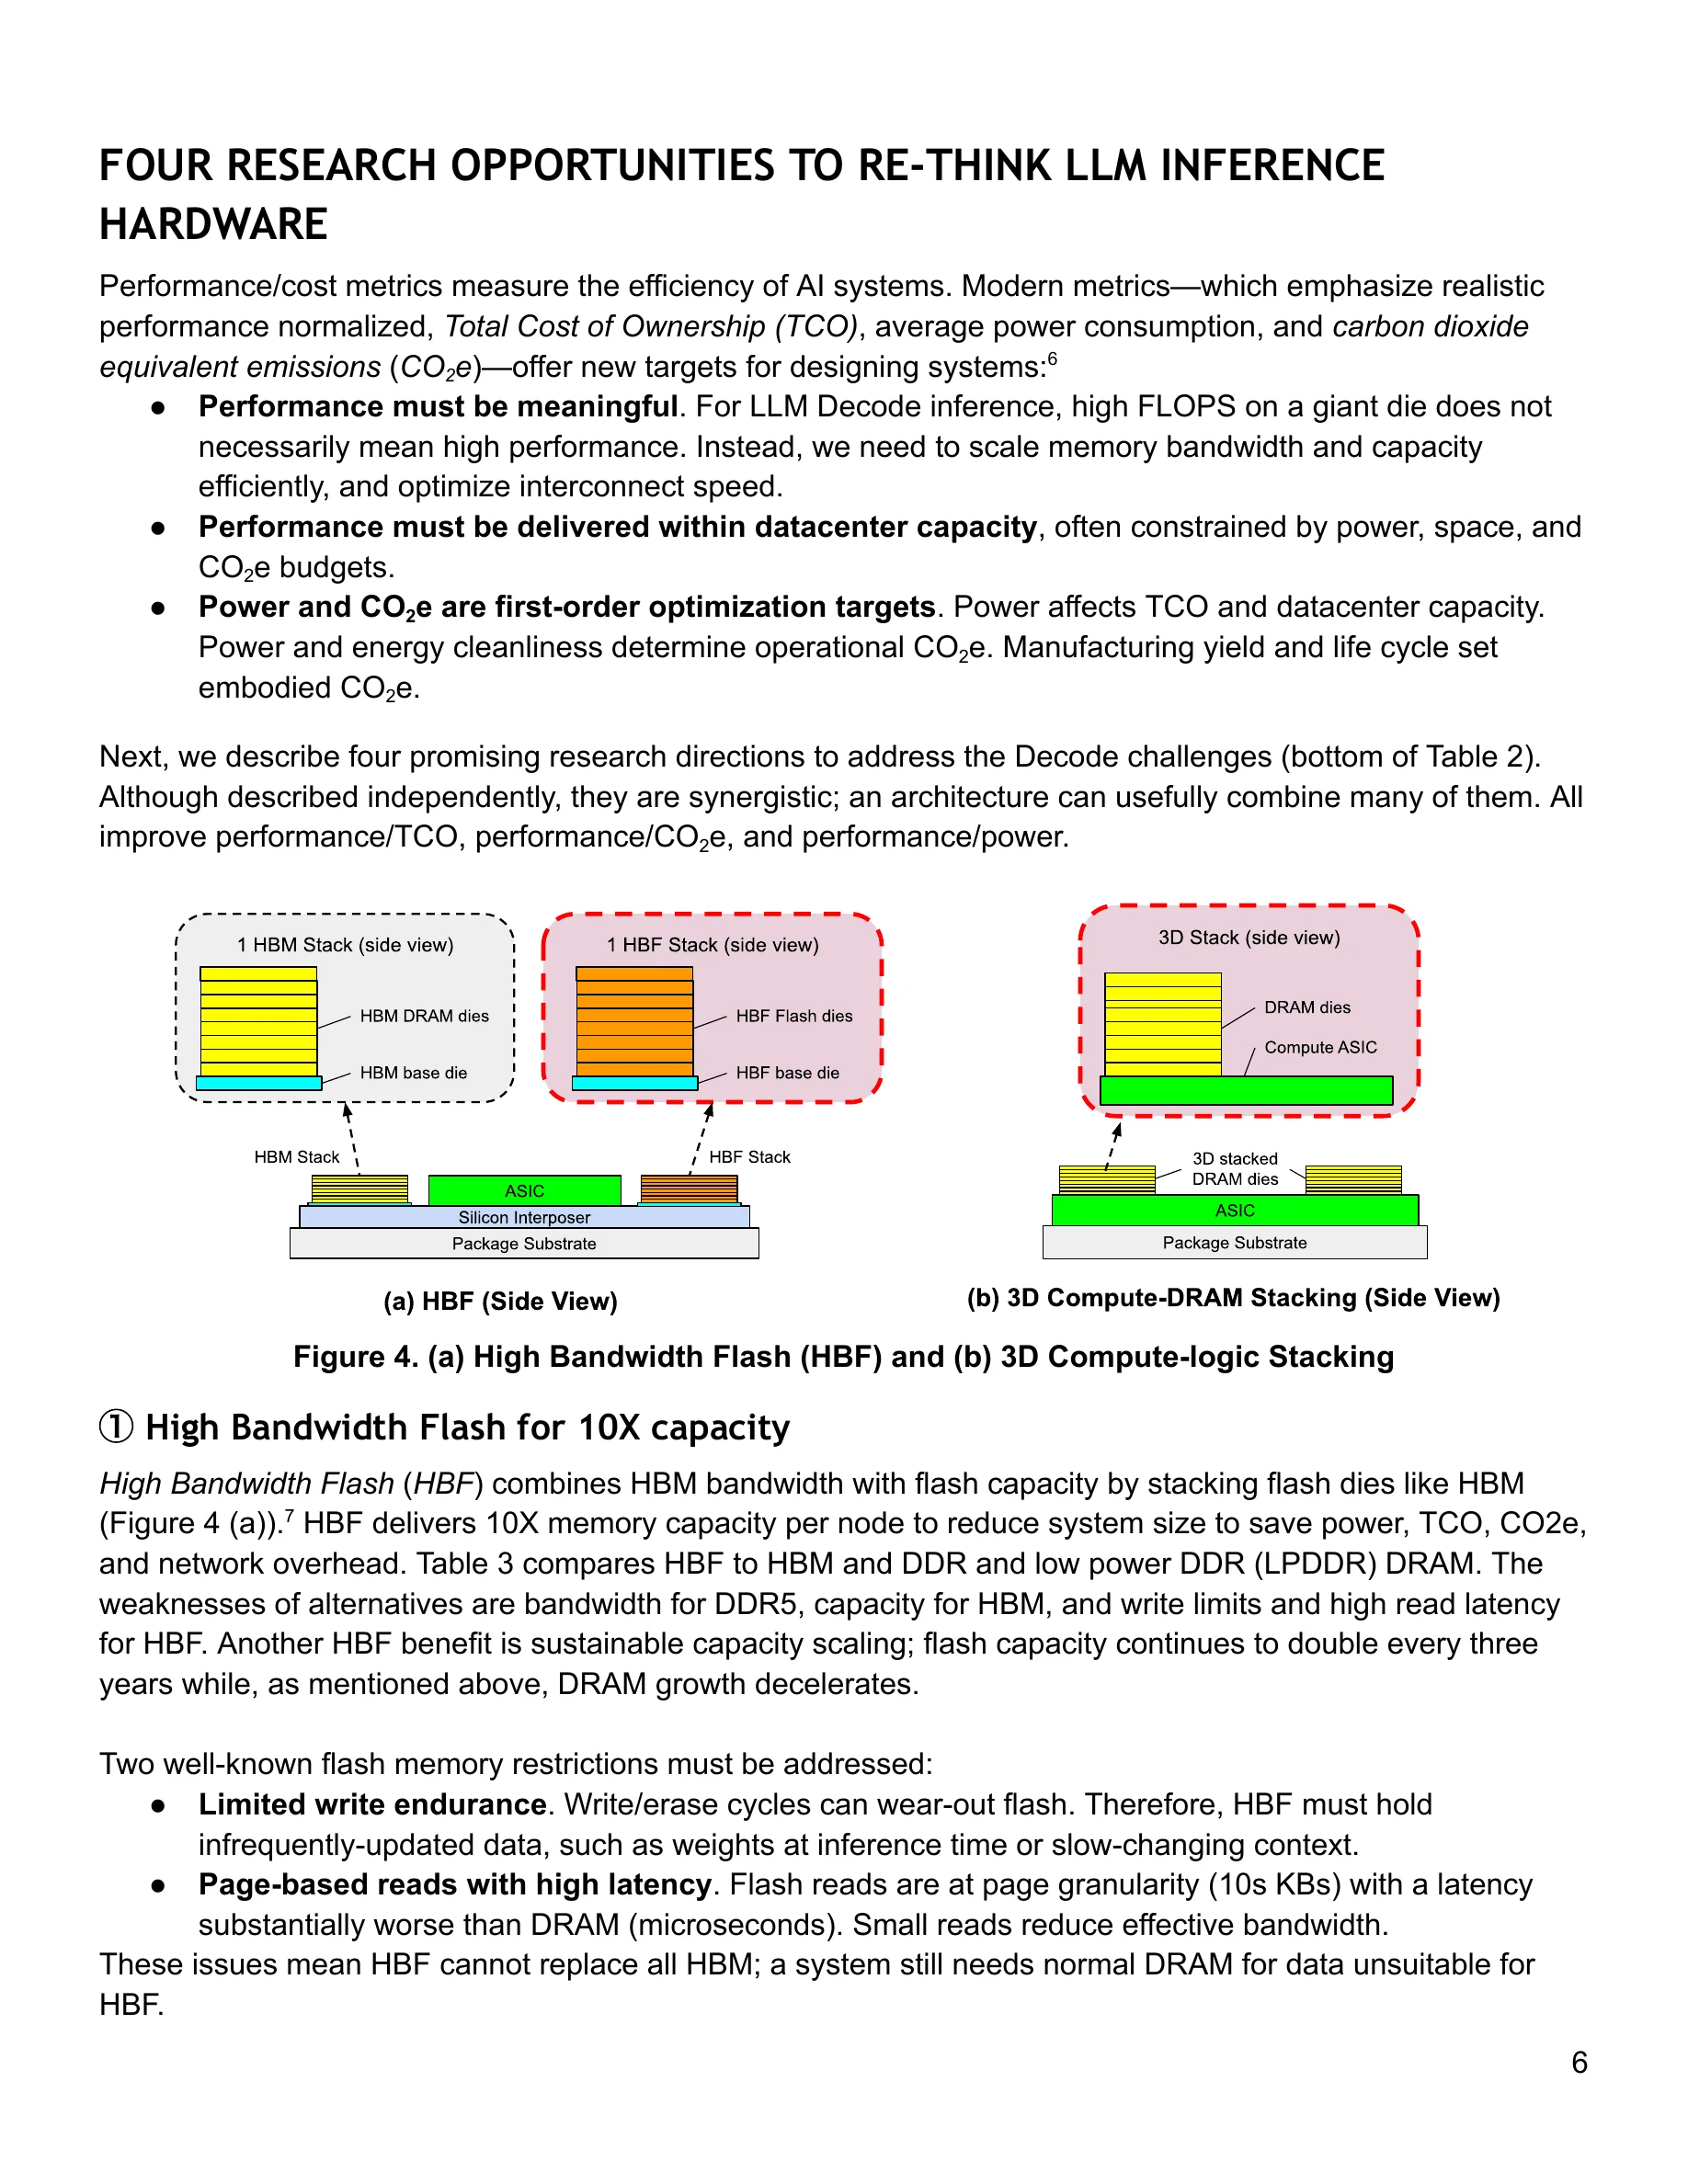 FOUR RESEARCH OPPORTUNITIES TO RE-THINK LLM INFERENCE
HARDWARE
Performance/cost metrics measure the efficiency of AI systems. Modern metrics—which emphasize realistic
performance normalized, Total Cost of Ownership (TCO), average power consumption, and carbon dioxide
equivalent emissions (CO₂e)—offer new targets for designing systems:⁶
● Performance must be meaningful. For LLM Decode inference, high FLOPS on a giant die does not
necessarily mean high performance. Instead, we need to scale memory bandwidth and capacity
efficiently, and optimize interconnect speed.
● Performance must be delivered within datacenter capacity, often constrained by power, space, and
CO₂e budgets.
● Power and CO₂e are first-order optimization targets. Power affects TCO and datacenter capacity.
Power and energy cleanliness determine operational CO₂e. Manufacturing yield and life cycle set
embodied CO₂e.
Next, we describe four promising research directions to address the Decode challenges (bottom of Table 2).
Although described independently, they are synergistic; an architecture can usefully combine many of them. All
improve performance/TCO, performance/CO₂e, and performance/power.
1 HBM Stack (side view)
HBM DRAM dies
HBM base die
1 HBF Stack (side view)
HBF Flash dies
HBF base die
HBM Stack
HBF Stack
ASIC
Silicon Interposer
Package Substrate
(a) HBF (Side View)
3D Stack (side view)
DRAM dies
Compute ASIC
3D stacked
DRAM dies
ASIC
Package Substrate
(b) 3D Compute-DRAM Stacking (Side View)
Figure 4. (a) High Bandwidth Flash (HBF) and (b) 3D Compute-logic Stacking
① High Bandwidth Flash for 10X capacity
High Bandwidth Flash (HBF) combines HBM bandwidth with flash capacity by stacking flash dies like HBM
(Figure 4 (a)).⁷ HBF delivers 10X memory capacity per node to reduce system size to save power, TCO, CO2e,
and network overhead. Table 3 compares HBF to HBM and DDR and low power DDR (LPDDR) DRAM. The
weaknesses of alternatives are bandwidth for DDR5, capacity for HBM, and write limits and high read latency
for HBF. Another HBF benefit is sustainable capacity scaling; flash capacity continues to double every three
years while, as mentioned above, DRAM growth decelerates.
Two well-known flash memory restrictions must be addressed:
● Limited write endurance. Write/erase cycles can wear-out flash. Therefore, HBF must hold
infrequently-updated data, such as weights at inference time or slow-changing context.
● Page-based reads with high latency. Flash reads are at page granularity (10s KBs) with a latency
substantially worse than DRAM (microseconds). Small reads reduce effective bandwidth.
These issues mean HBF cannot replace all HBM; a system still needs normal DRAM for data unsuitable for
HBF.
6